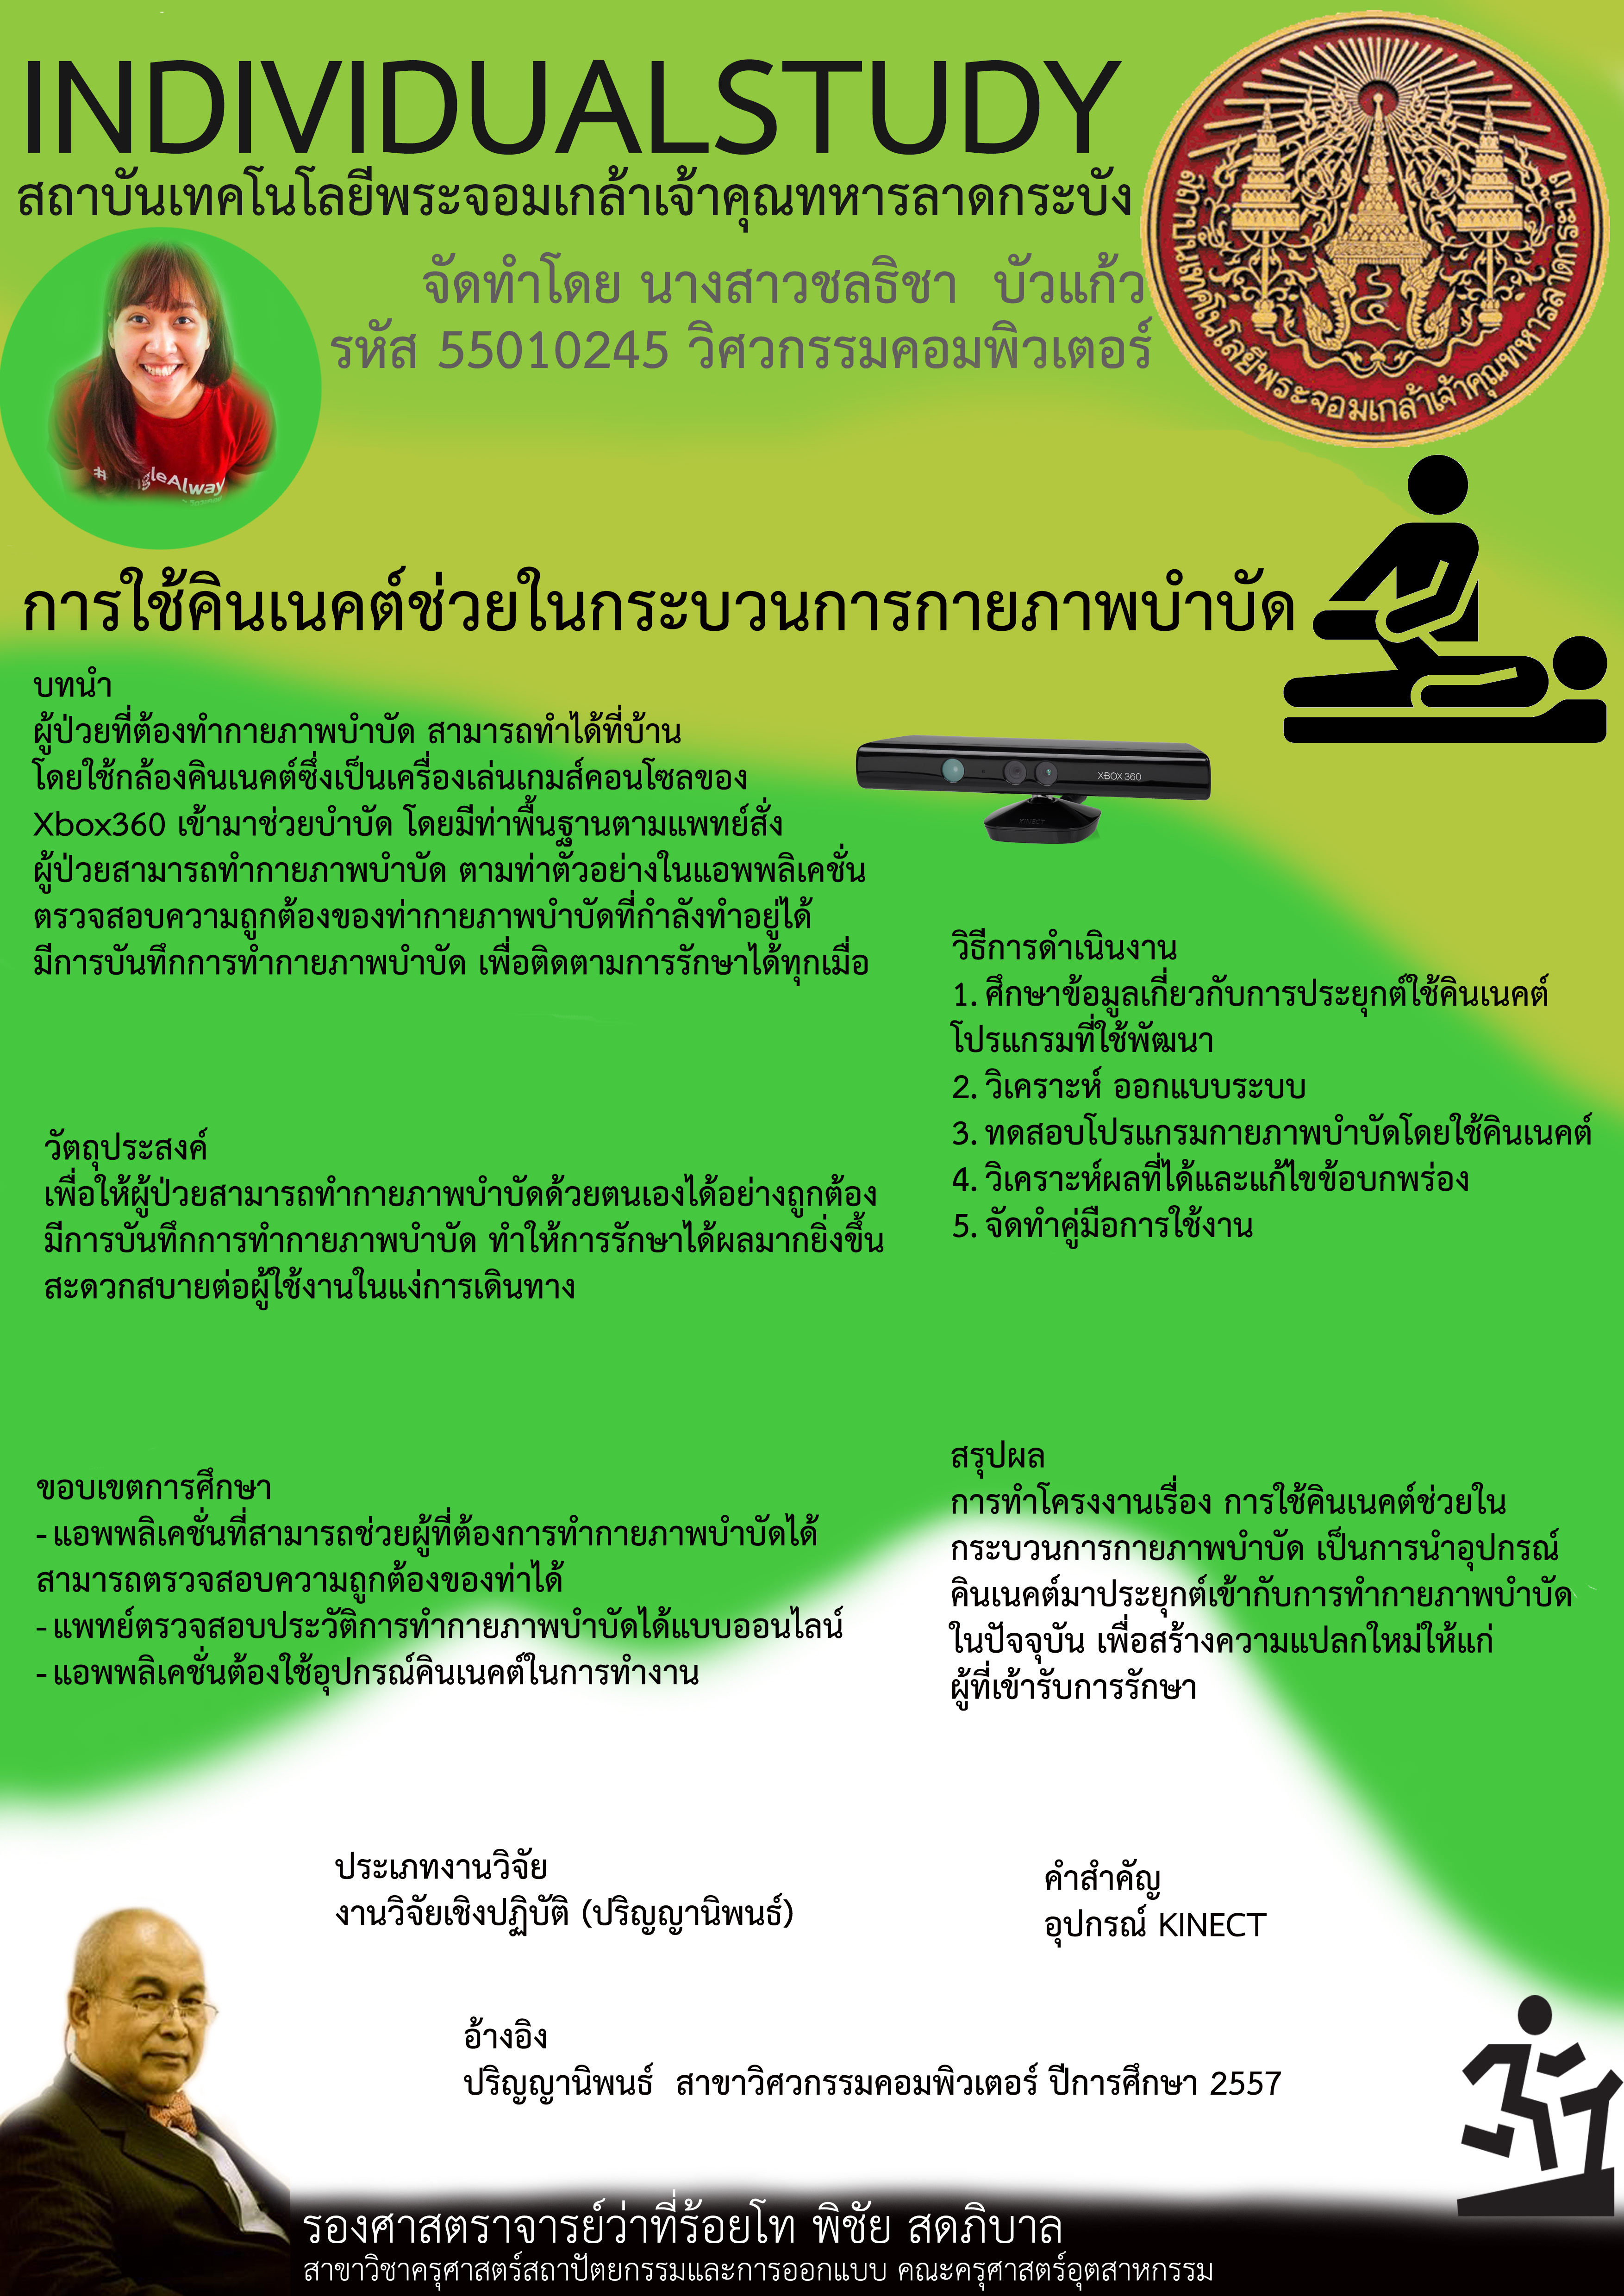 INDIVIDUALSTUDY
สถาบันเทคโนโลยีพระจอมเกล้าเจ้าคุณทหารลาดกระบัง
จัดทำโดย นางสาวชลธิชา บัวแก้ว
รหัส 55010245 วิศวกรรมคอมพิวเตอร์
สถาบันเทคโนโลยีพระจอมเกล้าเจ้าคุณทหารลาดกระบัง
leAlway
การใช้คินเนคต์ช่วยในกระบวนการกายภาพบำบัด
บทนำ
ผู้ป่วยที่ต้องทำกายภาพบำบัด สามารถทำได้ที่บ้าน
โดยใช้กล้องคินเนคต์ซึ่งเป็นเครื่องเล่นเกมส์คอนโซลของ
Xbox360 เข้ามาช่วยบำบัด โดยมีท่าพื้นฐานตามแพทย์สั่ง
ผู้ป่วยสามารถทำกายภาพบำบัด ตามท่าตัวอย่างในแอพพลิเคชั่น
ตรวจสอบความถูกต้องของท่ากายภาพบำบัดที่กำลังทำอยู่ได้
มีการบันทึกการทำกายภาพบำบัด เพื่อติดตามการรักษาได้ทุกเมื่อ
XBOX 360
KINECT
วัตถุประสงค์
เพื่อให้ผู้ป่วยสามารถทำกายภาพบำบัดด้วยตนเองได้อย่างถูกต้อง
มีการบันทึกการทำกายภาพบำบัด ทำให้การรักษาได้ผลมากยิ่งขึ้น
สะดวกสบายต่อผู้ใช้งานในแง่การเดินทาง
ขอบเขตการศึกษา
- แอพพลิเคชั่นที่สามารถช่วยผู้ที่ต้องการทำกายภาพบำบัดได้
สามารถตรวจสอบความถูกต้องของท่าได้
- แพทย์ตรวจสอบประวัติการทำกายภาพบำบัดได้แบบออนไลน์
- แอพพลิเคชั่นต้องใช้อุปกรณ์คินเนคต์ในการทำงาน
วิธีการดำเนินงาน
1. ศึกษาข้อมูลเกี่ยวกับการประยุกต์ใช้คินเนคต์
โปรแกรมที่ใช้พัฒนา
2. วิเคราะห์ ออกแบบระบบ
3. ทดสอบโปรแกรมกายภาพบำบัดโดยใช้คินเนคต์
4. วิเคราะห์ผลที่ได้และแก้ไขข้อบกพร่อง
5. จัดทำคู่มือการใช้งาน
สรุปผล
การทำโครงงานเรื่อง การใช้คินเนคต์ช่วยใน
กระบวนการกายภาพบำบัด เป็นการนำอุปกรณ์
คินเนคต์มาประยุกต์เข้ากับการทำกายภาพบำบัด
ในปัจจุบัน เพื่อสร้างความแปลกใหม่ให้แก่
ผู้ที่เข้ารับการรักษา
ประเภทงานวิจัย
งานวิจัยเชิงปฏิบัติ (ปริญญานิพนธ์)
คำสำคัญ
อุปกรณ์ KINECT
อ้างอิง
ปริญญานิพนธ์ สาขาวิศวกรรมคอมพิวเตอร์ ปีการศึกษา 2557
รองศาสตราจารย์ว่าที่ร้อยโท พิชัย สดภิบาล
สาขาวิชาครุศาสตร์สถาปัตยกรรมและการออกแบบ คณะครุศาสตร์อุตสาหกรรม